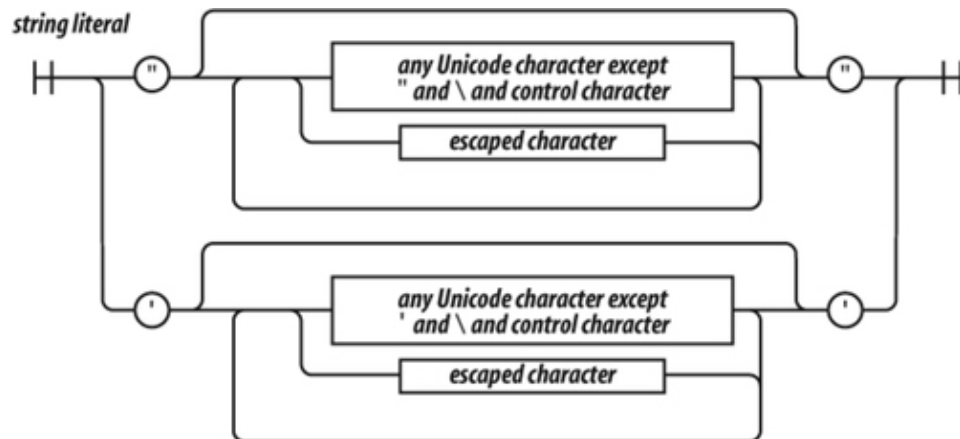 string literal
" any Unicode character except "
" and \ and control character
escaped character
' any Unicode character except '
' and \ and control character
escaped character